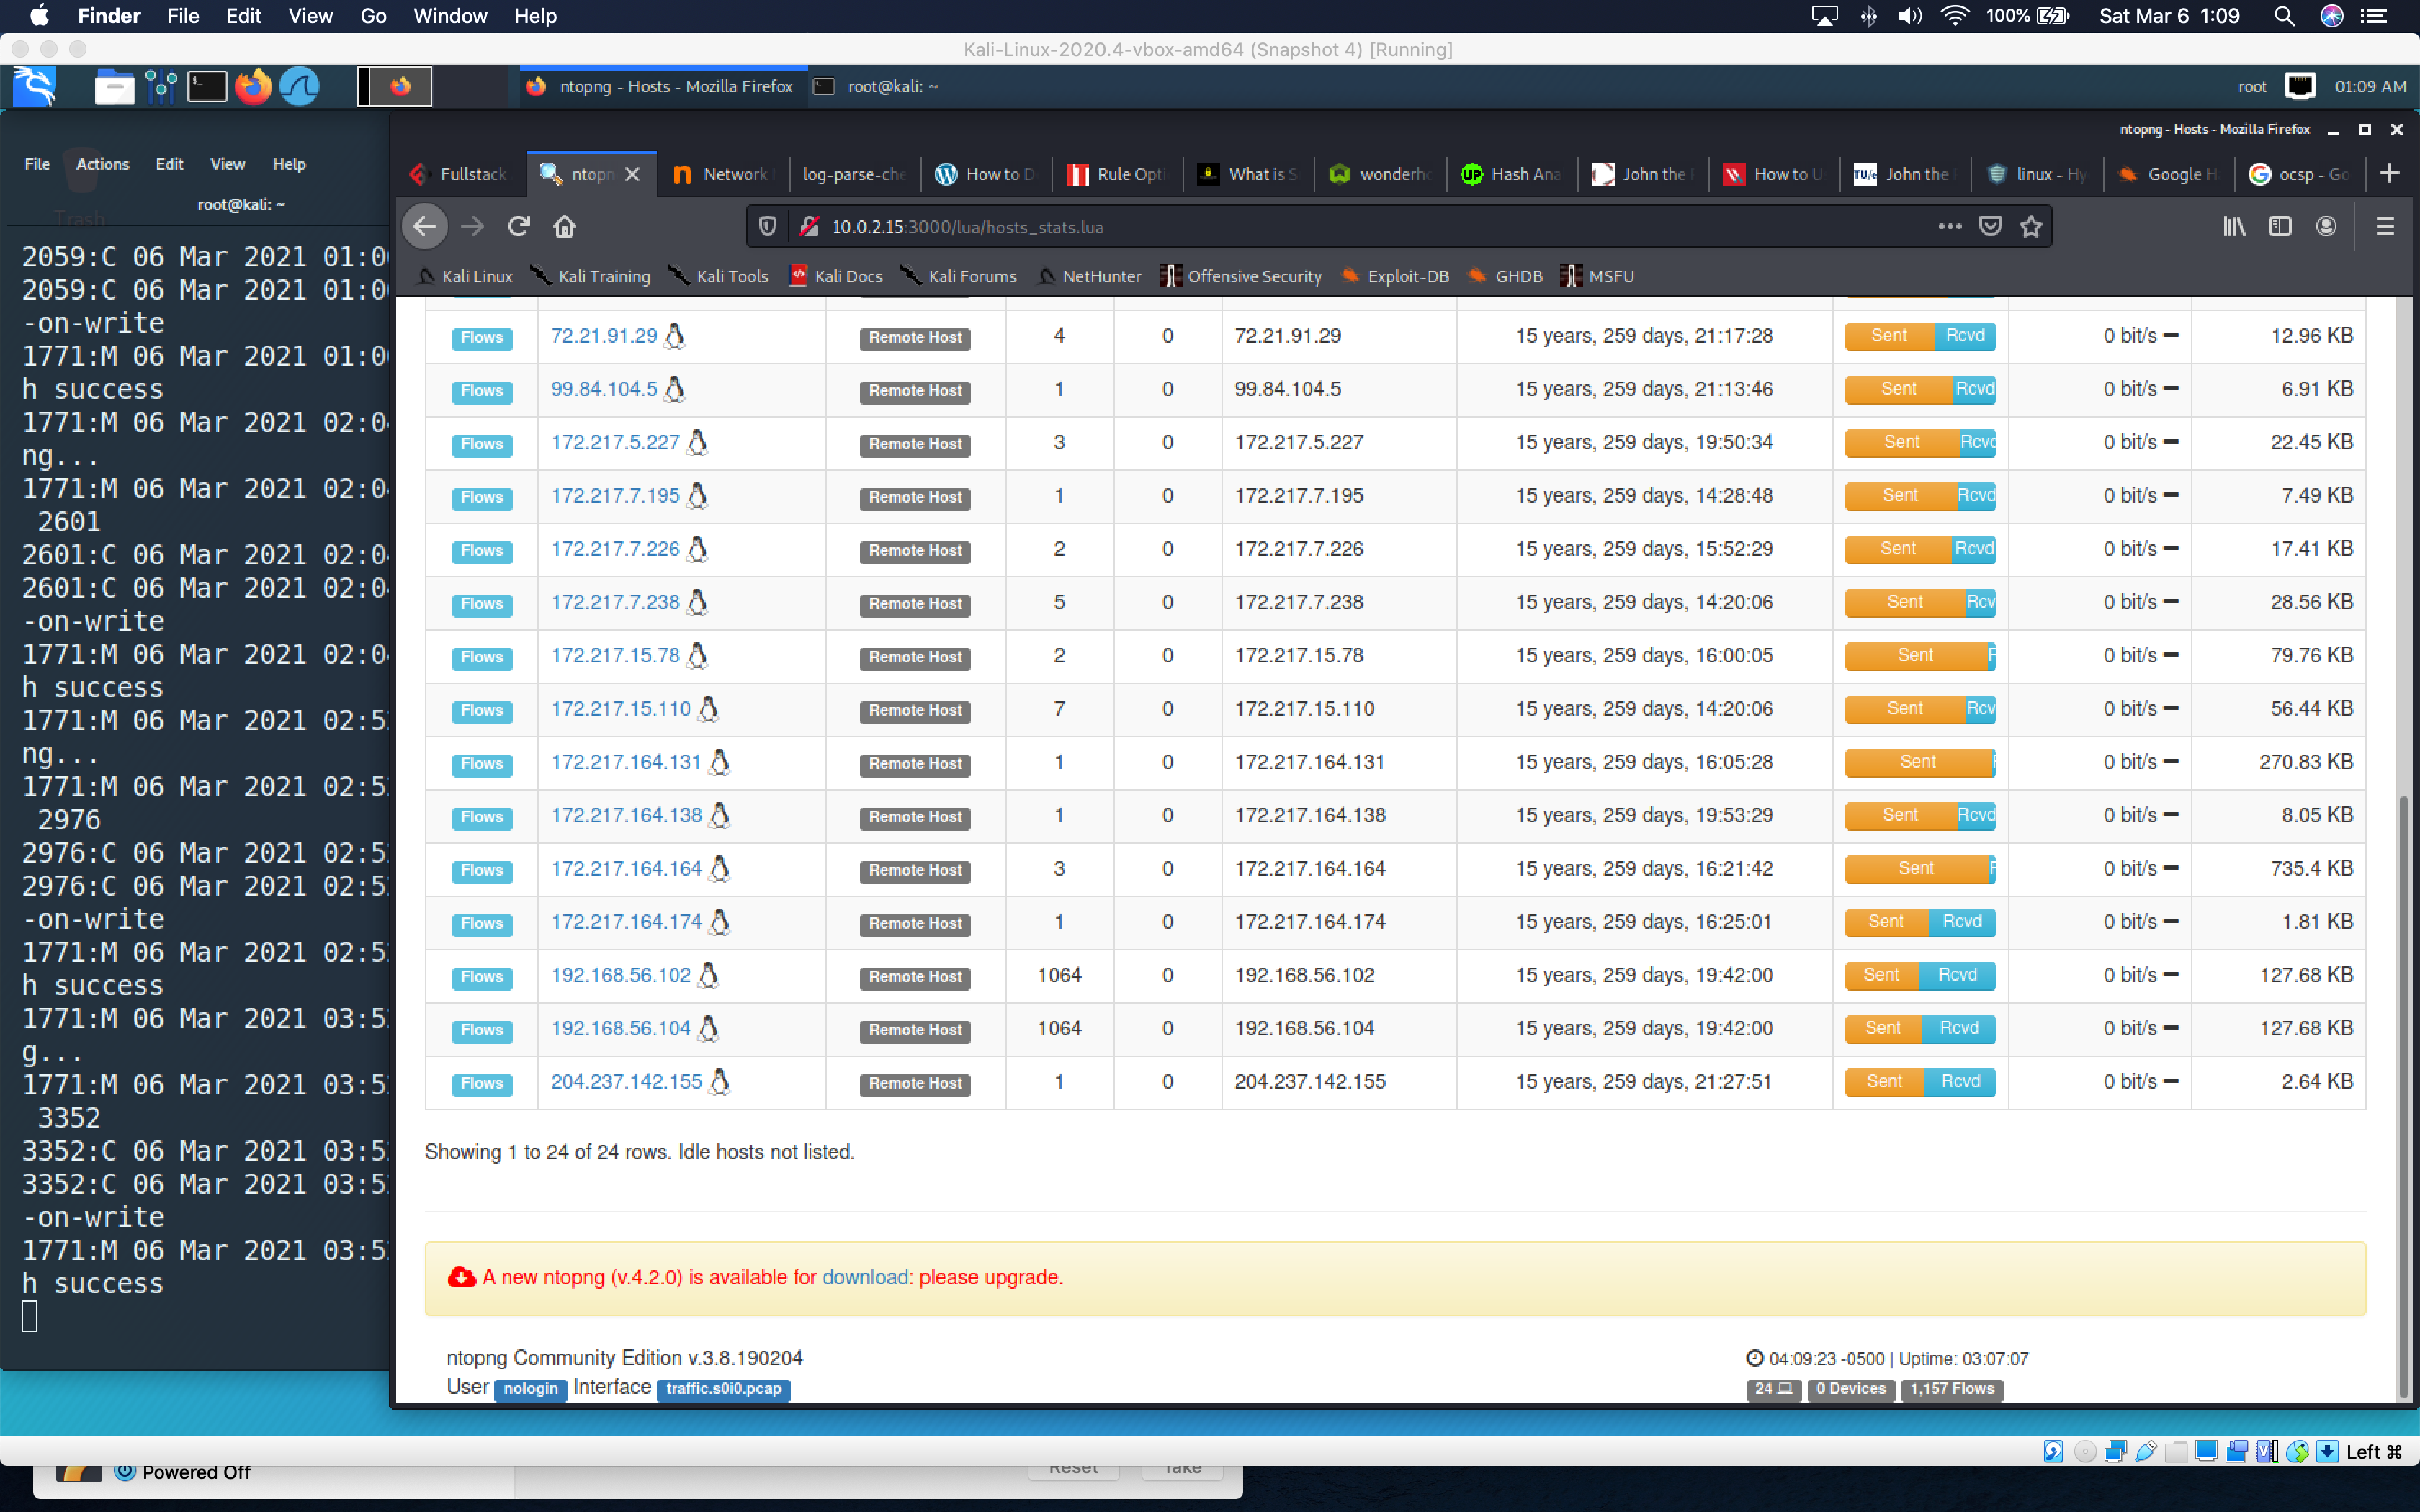 Finder File Edit View Go Window Help 100% Sat Mar 6 1:09
Kali-Linux-2020.4-vbox-amd64 (Snapshot 4) [Running]
ntopng - Hosts - Mozilla Firefox root@kali: ~ root 01:09 AM
ntopng - Hosts - Mozilla Firefox
File Actions Edit View Help
root@kali: ~
Trash
2059:C 06 Mar 2021 01:0
2059:C 06 Mar 2021 01:0
-on-write
1771:M 06 Mar 2021 01:0
h success
1771:M 06 Mar 2021 02:0
ng...
1771:M 06 Mar 2021 02:0
2601
2601:C 06 Mar 2021 02:0
2601:C 06 Mar 2021 02:0
-on-write
1771:M 06 Mar 2021 02:0
h success
1771:M 06 Mar 2021 02:5
ng...
1771:M 06 Mar 2021 02:5
2976
2976:C 06 Mar 2021 02:5
2976:C 06 Mar 2021 02:5
-on-write
1771:M 06 Mar 2021 02:5
h success
1771:M 06 Mar 2021 03:5
g...
1771:M 06 Mar 2021 03:5
3352
3352:C 06 Mar 2021 03:5
3352:C 06 Mar 2021 03:5
-on-write
1771:M 06 Mar 2021 03:5
h success
Fullstack ntopn Network log-parse-che How to D Rule Opti What is S wonderho Hash Ana John the How to U TU/e John the linux - Hy Google H ocsp - Go
10.0.2.15:3000/lua/hosts_stats.lua
Kali Linux Kali Training Kali Tools Kali Docs Kali Forums NetHunter Offensive Security Exploit-DB GHDB MSFU
Flows 72.21.91.29 Remote Host 4 0 72.21.91.29 15 years, 259 days, 21:17:28 Sent Rcvd 0 bit/s 12.96 KB
Flows 99.84.104.5 Remote Host 1 0 99.84.104.5 15 years, 259 days, 21:13:46 Sent Rcvd 0 bit/s 6.91 KB
Flows 172.217.5.227 Remote Host 3 0 172.217.5.227 15 years, 259 days, 19:50:34 Sent Rcvd 0 bit/s 22.45 KB
Flows 172.217.7.195 Remote Host 1 0 172.217.7.195 15 years, 259 days, 14:28:48 Sent Rcvd 0 bit/s 7.49 KB
Flows 172.217.7.226 Remote Host 2 0 172.217.7.226 15 years, 259 days, 15:52:29 Sent Rcvd 0 bit/s 17.41 KB
Flows 172.217.7.238 Remote Host 5 0 172.217.7.238 15 years, 259 days, 14:20:06 Sent Rcv 0 bit/s 28.56 KB
Flows 172.217.15.78 Remote Host 2 0 172.217.15.78 15 years, 259 days, 16:00:05 Sent 0 bit/s 79.76 KB
Flows 172.217.15.110 Remote Host 7 0 172.217.15.110 15 years, 259 days, 14:20:06 Sent Rcv 0 bit/s 56.44 KB
Flows 172.217.164.131 Remote Host 1 0 172.217.164.131 15 years, 259 days, 16:05:28 Sent 0 bit/s 270.83 KB
Flows 172.217.164.138 Remote Host 1 0 172.217.164.138 15 years, 259 days, 19:53:29 Sent Rcvd 0 bit/s 8.05 KB
Flows 172.217.164.164 Remote Host 3 0 172.217.164.164 15 years, 259 days, 16:21:42 Sent 0 bit/s 735.4 KB
Flows 172.217.164.174 Remote Host 1 0 172.217.164.174 15 years, 259 days, 16:25:01 Sent Rcvd 0 bit/s 1.81 KB
Flows 192.168.56.102 Remote Host 1064 0 192.168.56.102 15 years, 259 days, 19:42:00 Sent Rcvd 0 bit/s 127.68 KB
Flows 192.168.56.104 Remote Host 1064 0 192.168.56.104 15 years, 259 days, 19:42:00 Sent Rcvd 0 bit/s 127.68 KB
Flows 204.237.142.155 Remote Host 1 0 204.237.142.155 15 years, 259 days, 21:27:51 Sent Rcvd 0 bit/s 2.64 KB
Showing 1 to 24 of 24 rows. Idle hosts not listed.
A new ntopng (v.4.2.0) is available for download: please upgrade.
ntopng Community Edition v.3.8.190204
User nologin Interface traffic.s0i0.pcap
04:09:23 -0500 | Uptime: 03:07:07
24 0 Devices 1,157 Flows
Left ⌘
Powered Off Reset Take